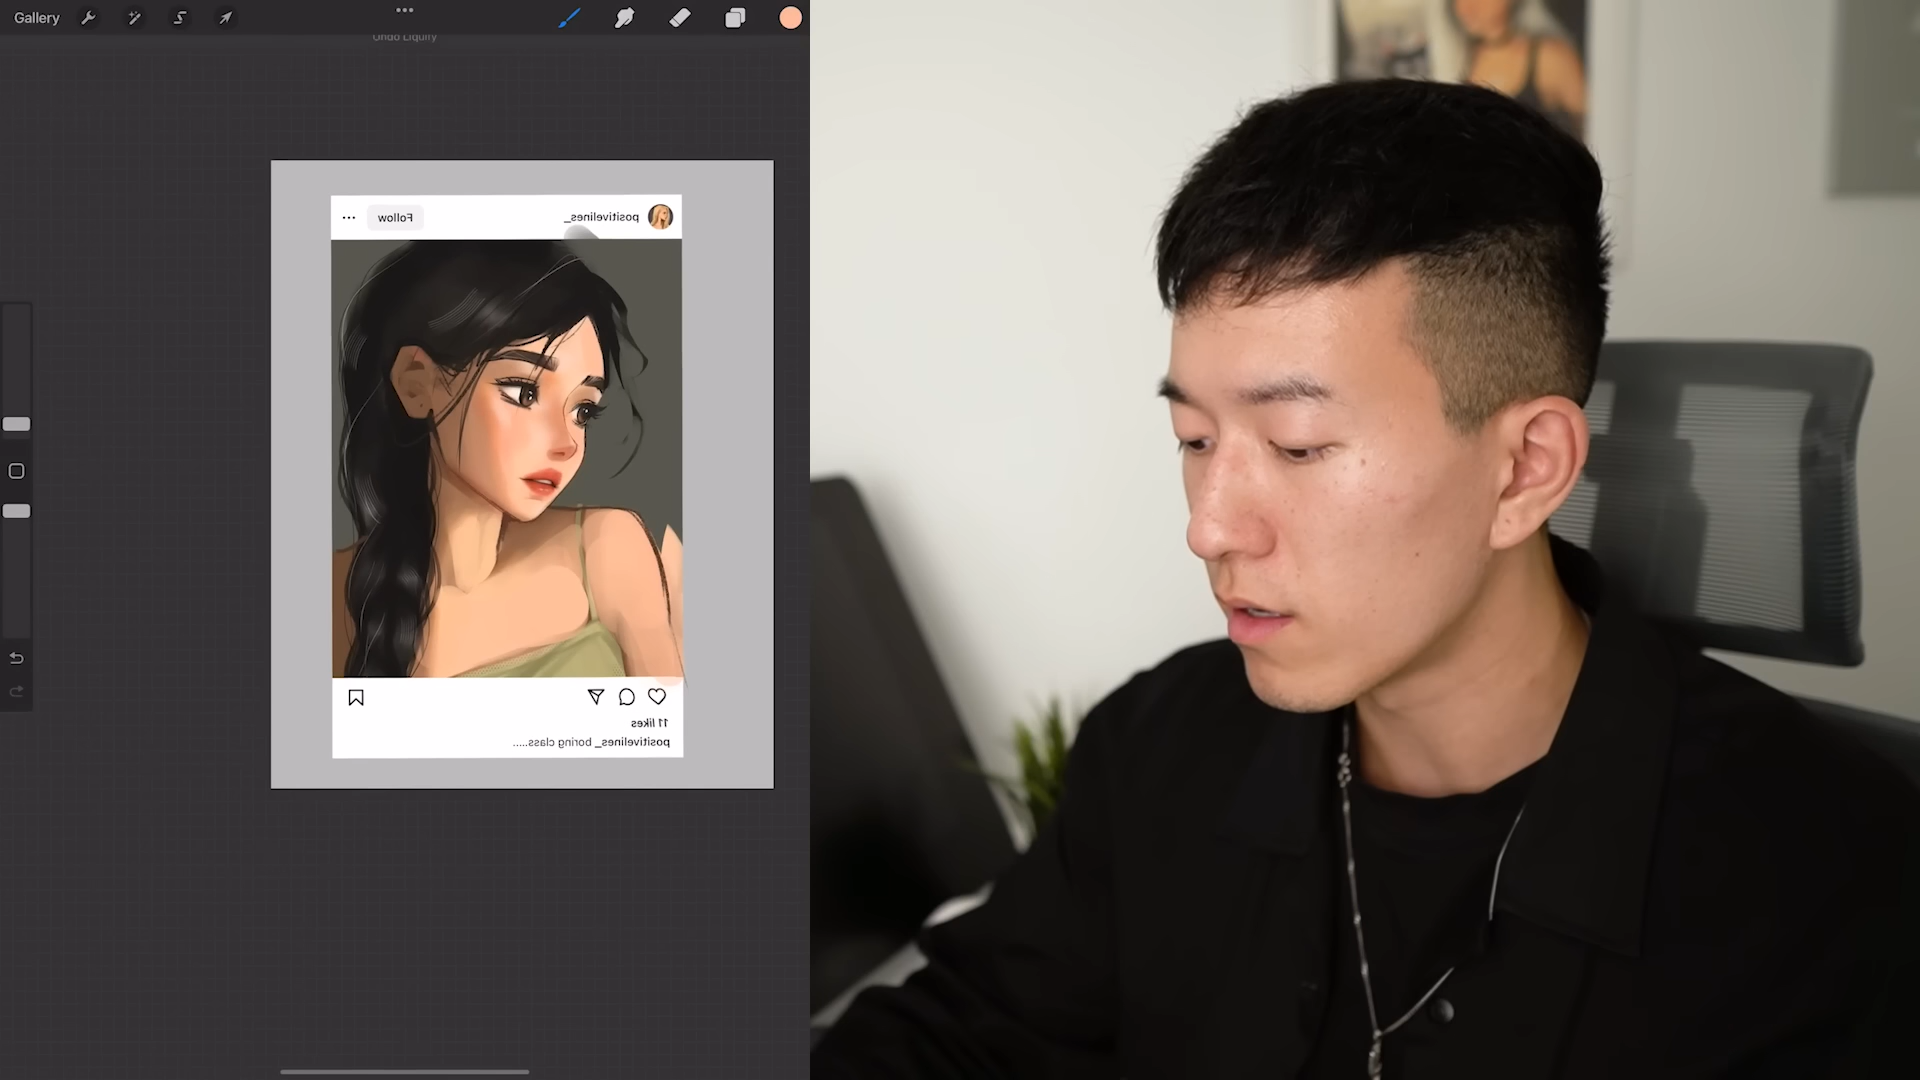 Gallery
Undo Liquify
Follow
positivelines_
11 likes
positivelines_ boring class.....